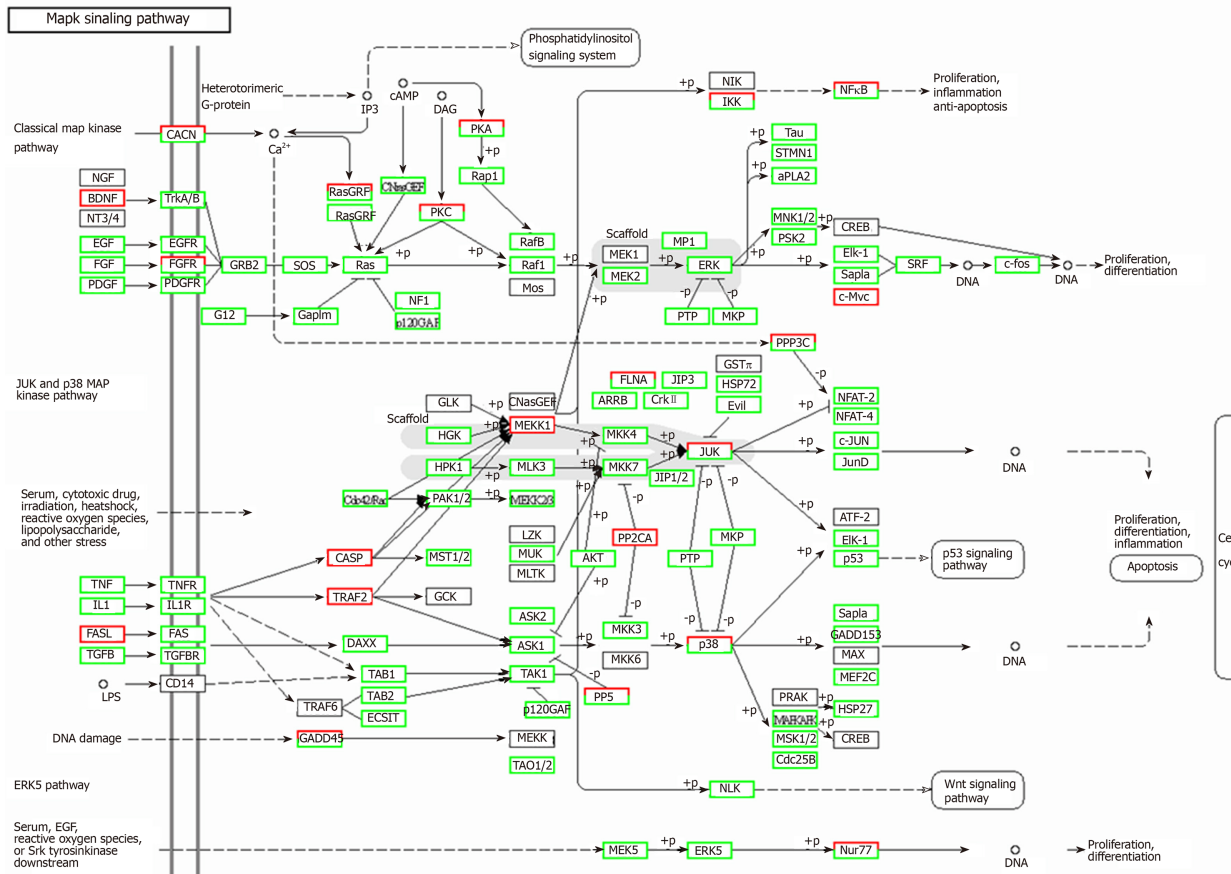 Mapk sinaling pathway
Phosphatidylinositol
signaling system
Heterotorimeric
G-protein
IP3
cAMP
DAG
+p
NIK
IKK
NFκB
Proliferation,
inflammation
anti-apoptosis
Classical map kinase
pathway
CACN
Ca2+
PKA
+p
Rap1
+p
Tau
STMN1
+p
aPLA2
NGF
BDNF
NT3/4
TrkA/B
RasGRF
RasGRF
CNasGEF
PKC
MNK1/2
+p
PSK2
CREB
EGF
EGFR
FGF
FGFR
PDGF
PDGFR
GRB2
SOS
Ras
+p
+p
RafB
Raf1
Mos
+p
Scaffold
MEK1
MEK2
+p
MP1
ERK
+p
+p
Elk-1
Sapla
c-Mvc
SRF
DNA
c-fos
DNA
Proliferation,
differentiation
G12
Gaplm
NF1
p120GAF
+p
-p
-p
PTP
MKP
PPP3C
-p
JUK and p38 MAP
kinase pathway
GLK
+p
CNasGEF
MEKK1
FLNA
JIP3
ARRB
Crk II
GSTπ
HSP72
Evil
NFAT-2
NFAT-4
Scaffold
HGK
+p
+p
MKK4
+p
+p
JUK
+p
+p
c-JUN
JunD
DNA
HPK1
+p
MLK3
+p
MKK7
+p
JIP1/2
Serum, cytotoxic drug,
irradiation, heatshock,
reactive oxygen species,
lipopolysaccharide,
and other stress
Cdc42/Rac
PAK1/2
+p
MEKK2/3
+p
-p
-p
-p
+p
LZK
MUK
MLTK
PP2CA
AKT
+p
PTP
MKP
ATF-2
ElK-1
p53
p53 signaling
pathway
Proliferation,
differentiation,
inflammation
Apoptosis
Ce
cyc
CASP
MST1/2
TRAF2
GCK
TNF
TNFR
IL1
IL1R
FASL
FAS
TGFB
TGFBR
LPS
CD14
DAXX
ASK2
ASK1
+p
-p
MKK3
MKK6
+p
-p
-p
p38
+p
+p
Sapla
GADD153
MAX
MEF2C
DNA
TAB1
TAB2
ECSIT
TRAF6
TAK1
-p
PP5
p120GAF
+p
PRAK
+p
MAPKAPK
+p
MSK1/2
Cdc25B
HSP27
CREB
DNA damage
GADD45
MEKK
TAO1/2
ERK5 pathway
+p
NLK
Wnt signaling
pathway
Serum, EGF,
reactive oxygen species,
or Srk tyrosinkinase
downstream
MEK5
+p
ERK5
+p
Nur77
DNA
Proliferation,
differentiation